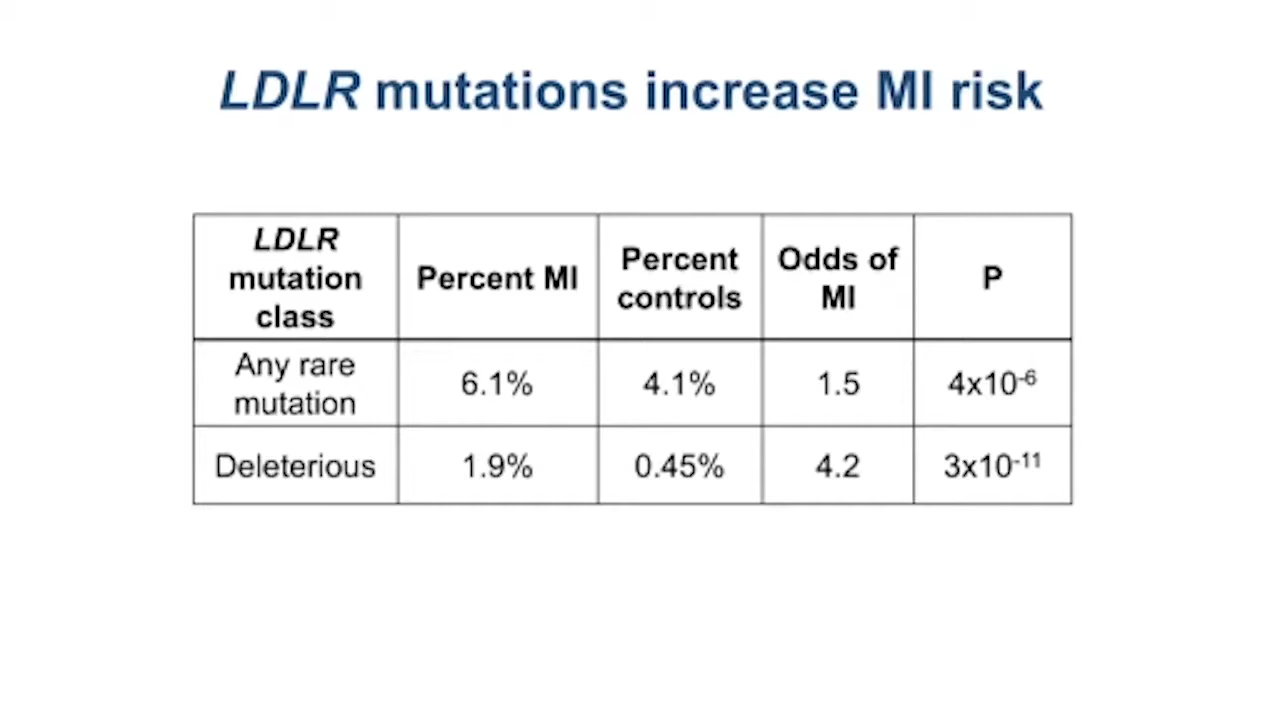 LDLR mutations increase MI risk
LDLR
mutation
class
Percent MI
Percent
controls
Odds of
MI
P
Any rare
mutation
6.1%
4.1%
1.5
4x10⁻⁶
Deleterious
1.9%
0.45%
4.2
3x10⁻¹¹